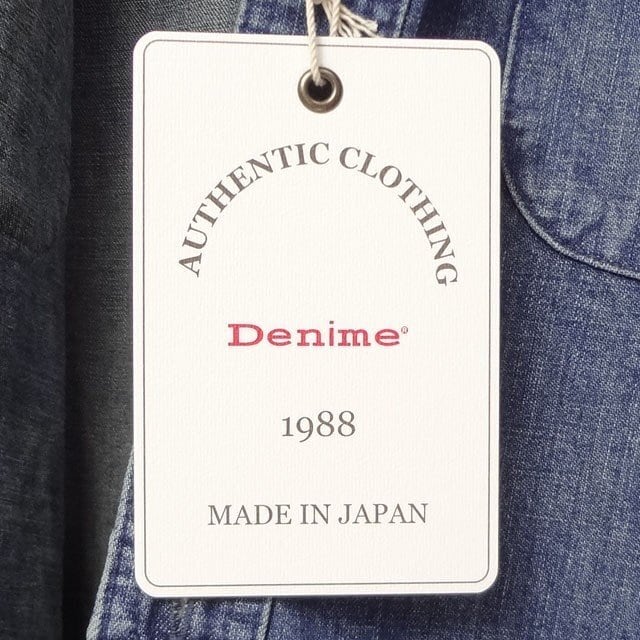 AUTHENTIC CLOTHING
Denime®
1988
MADE IN JAPAN